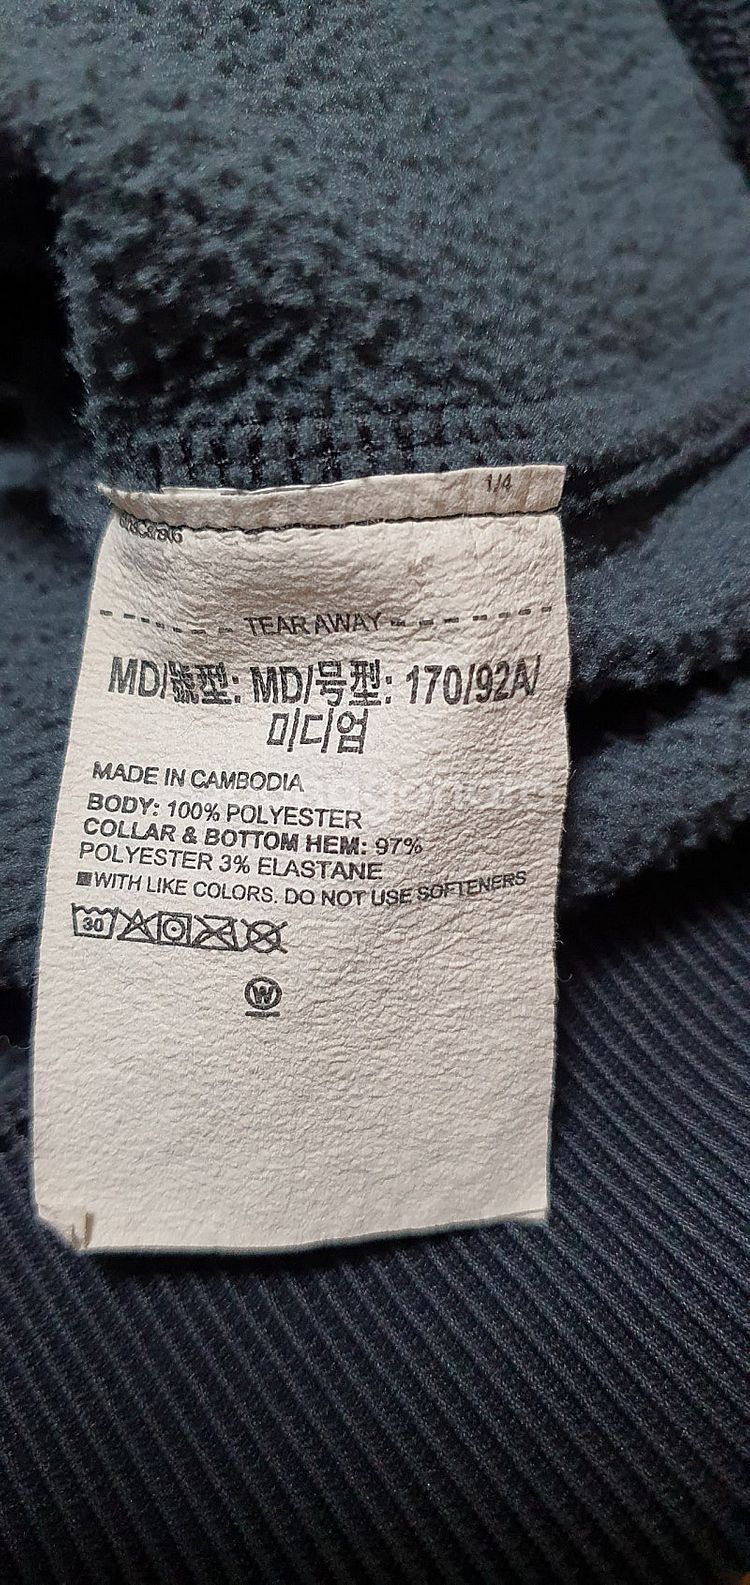 1/4
TEAR AWAY
MD/號型: MD/号型: 170/92A/
미디엄
MADE IN CAMBODIA
BODY: 100% POLYESTER
COLLAR & BOTTOM HEM: 97%
POLYESTER 3% ELASTANE
WITH LIKE COLORS. DO NOT USE SOFTENERS
30
W